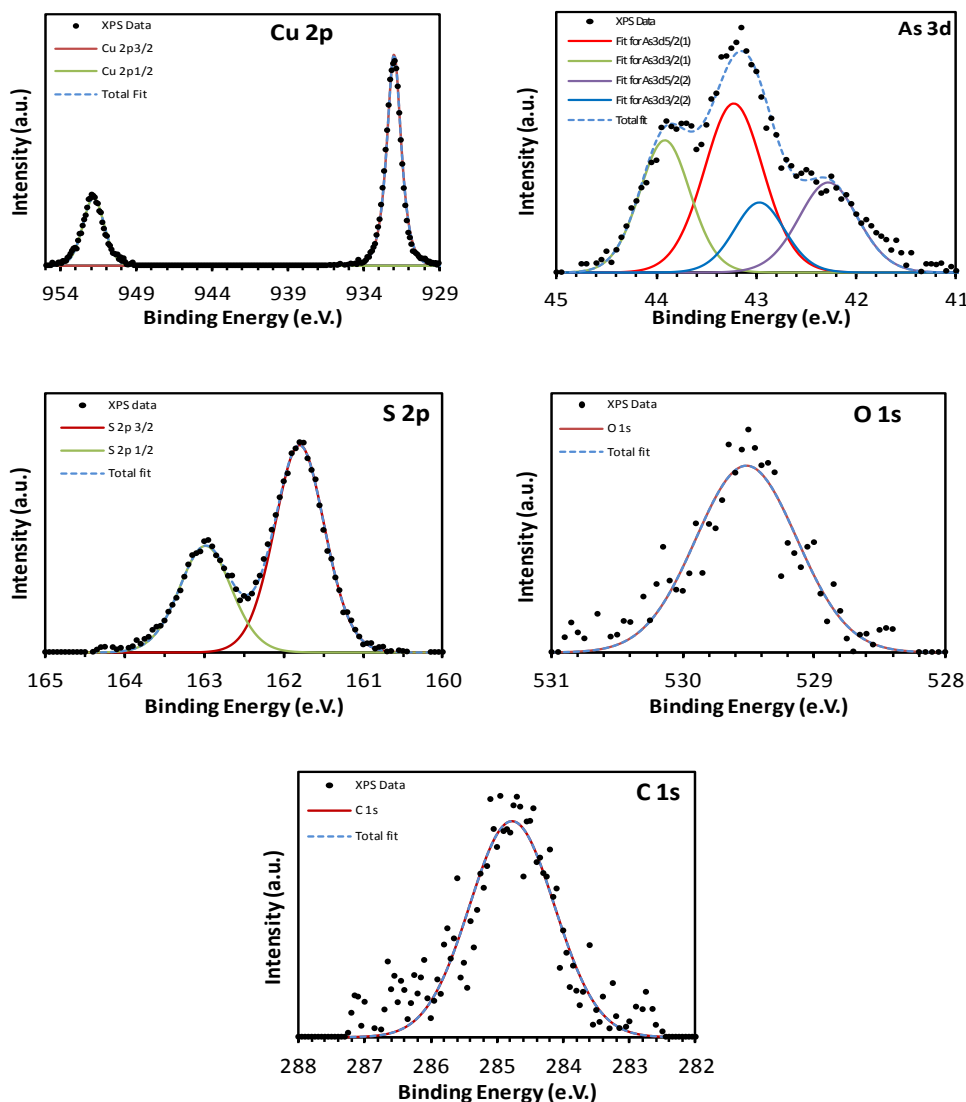 Cu 2p
XPS Data
Cu 2p3/2
Cu 2p1/2
Total Fit
Intensity (a.u.)
954 949 944 939 934 929
Binding Energy (e.V.)
As 3d
XPS Data
Fit for As3d5/2(1)
Fit for As3d3/2(1)
Fit for As3d5/2(2)
Fit for As3d3/2(2)
Total fit
Intensity (a.u.)
45 44 43 42 41
Binding Energy (e.V.)
S 2p
XPS data
S 2p 3/2
S 2p 1/2
Total fit
Intensity (a.u.)
165 164 163 162 161 160
Binding Energy (e.V.)
O 1s
XPS Data
O 1s
Total fit
Intensity (a.u.)
531 530 529 528
Binding Energy (e.V.)
C 1s
XPS Data
C 1s
Total fit
Intensity (a.u.)
288 287 286 285 284 283 282
Binding Energy (e.V.)